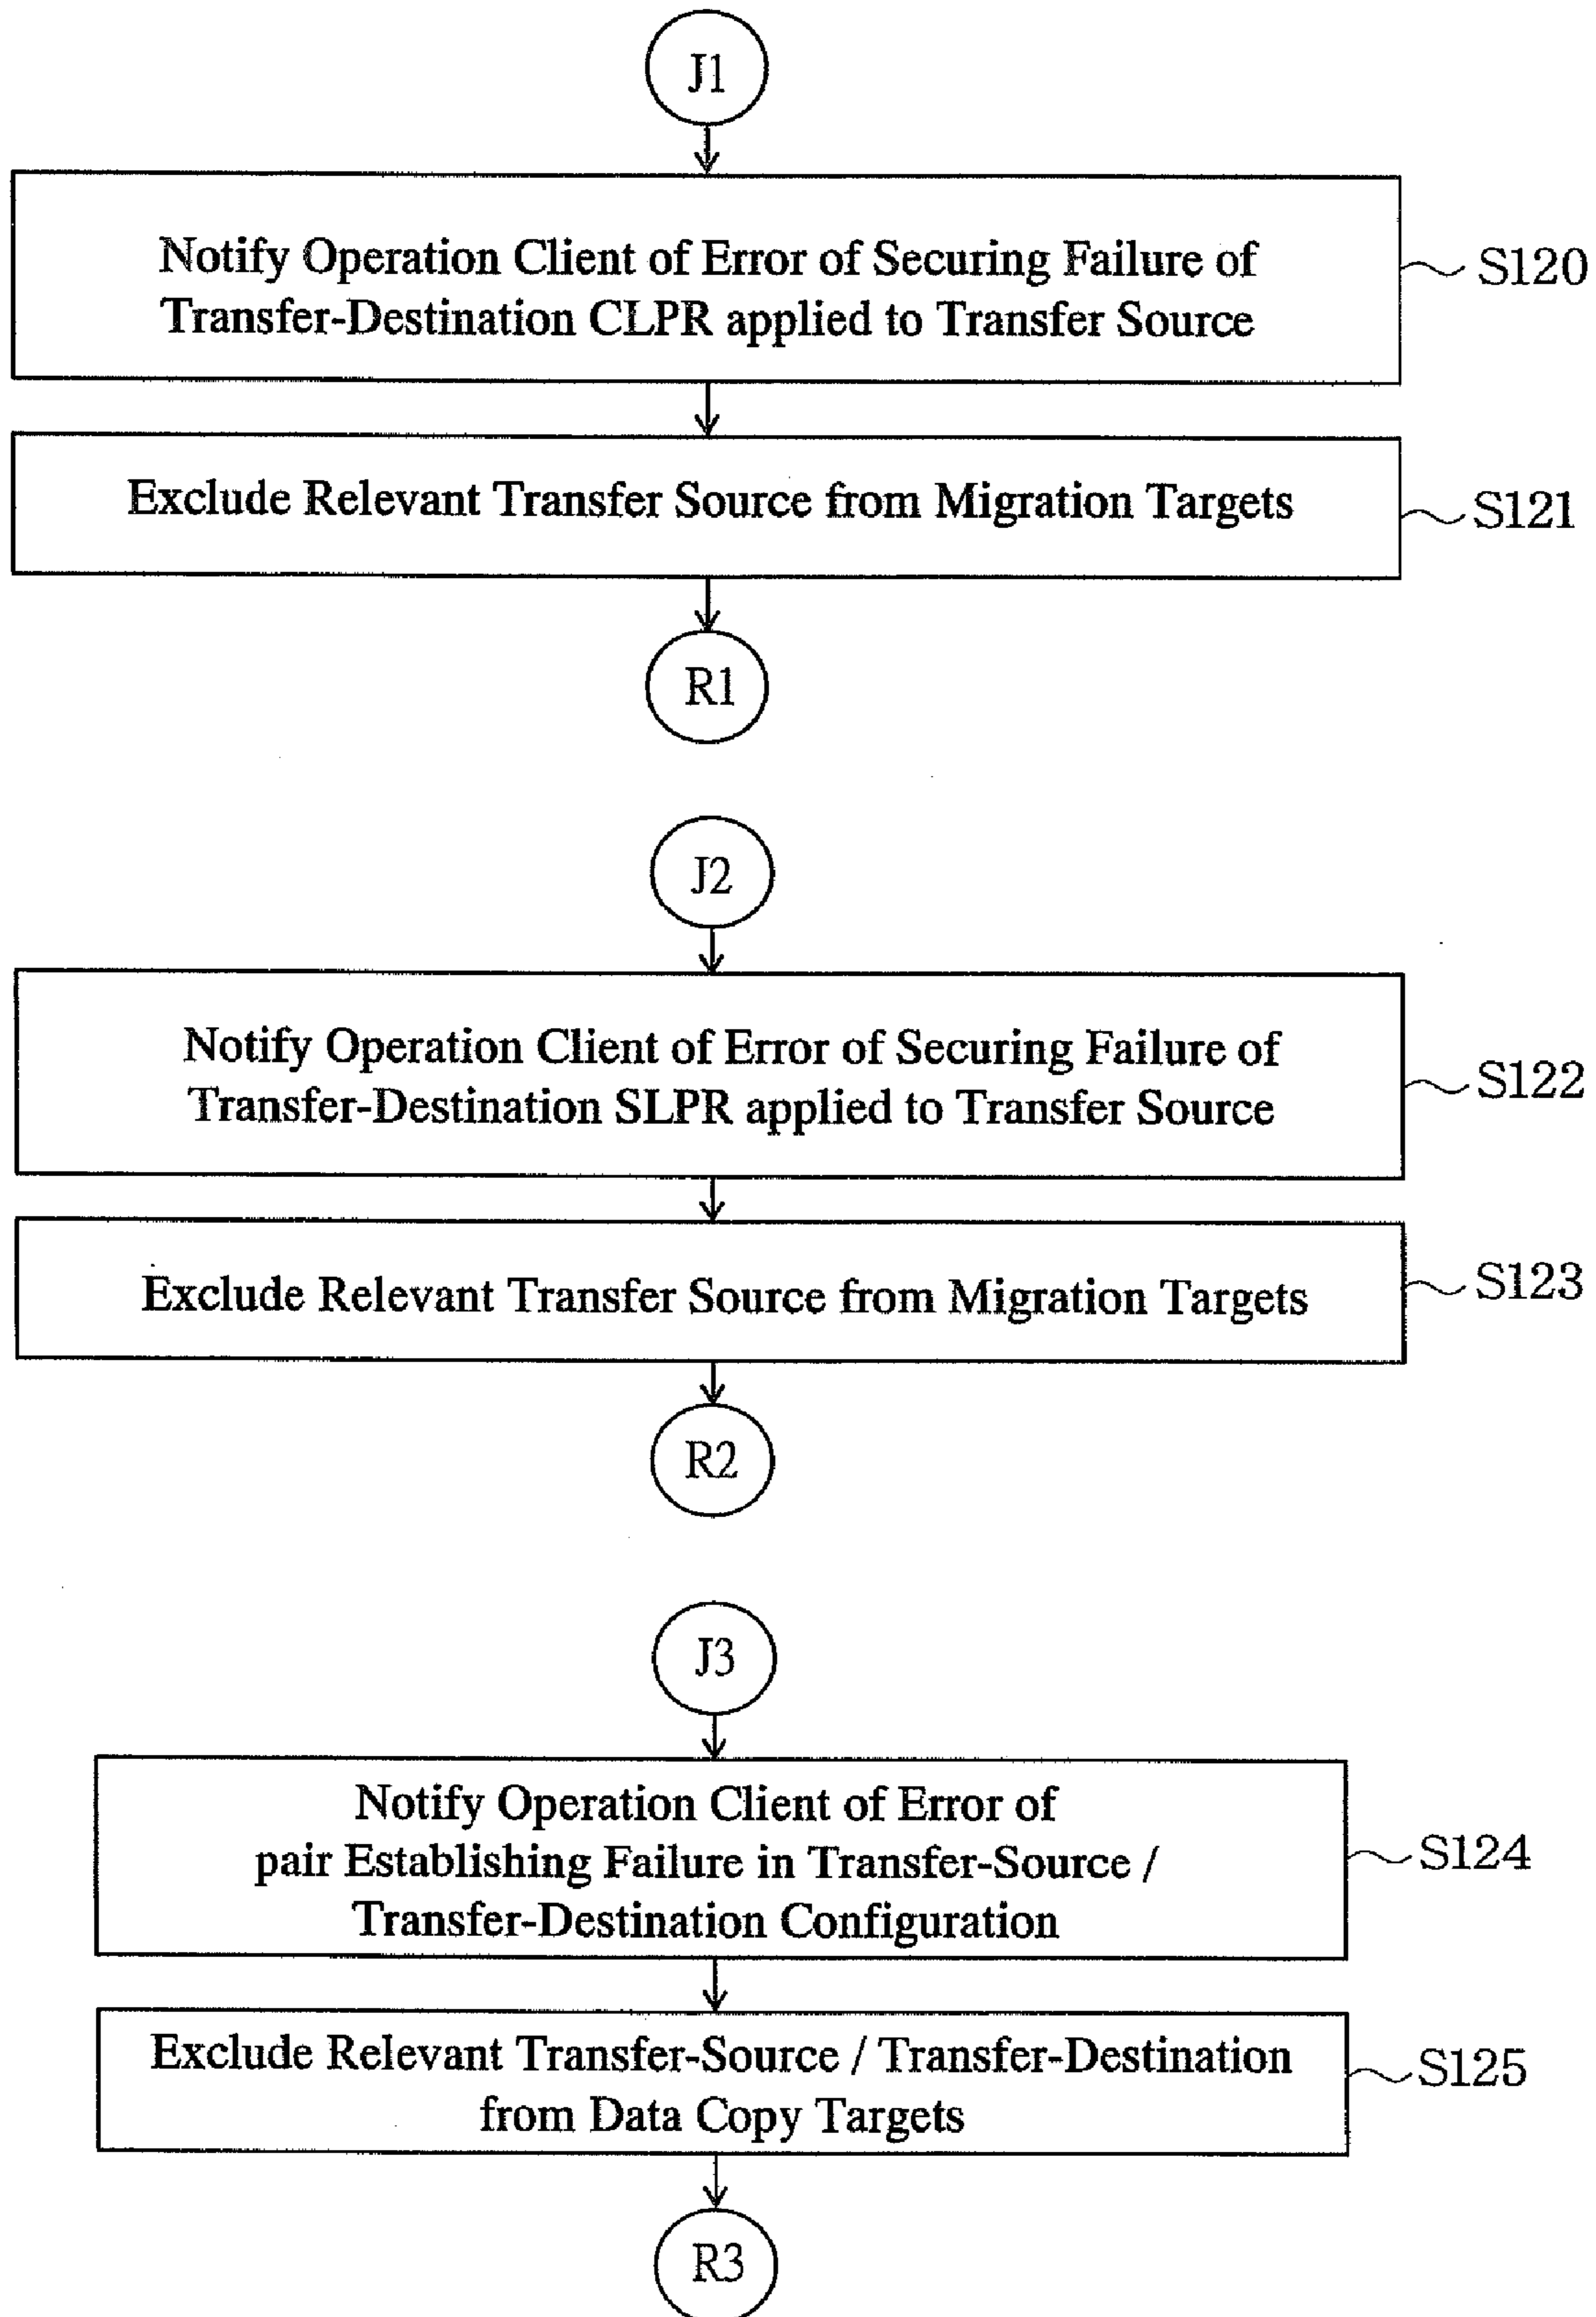 J1
Notify Operation Client of Error of Securing Failure of
Transfer-Destination CLPR applied to Transfer Source
S120
Exclude Relevant Transfer Source from Migration Targets
S121
R1
J2
Notify Operation Client of Error of Securing Failure of
Transfer-Destination SLPR applied to Transfer Source
S122
Exclude Relevant Transfer Source from Migration Targets
S123
R2
J3
Notify Operation Client of Error of
pair Establishing Failure in Transfer-Source /
Transfer-Destination Configuration
S124
Exclude Relevant Transfer-Source / Transfer-Destination
from Data Copy Targets
S125
R3